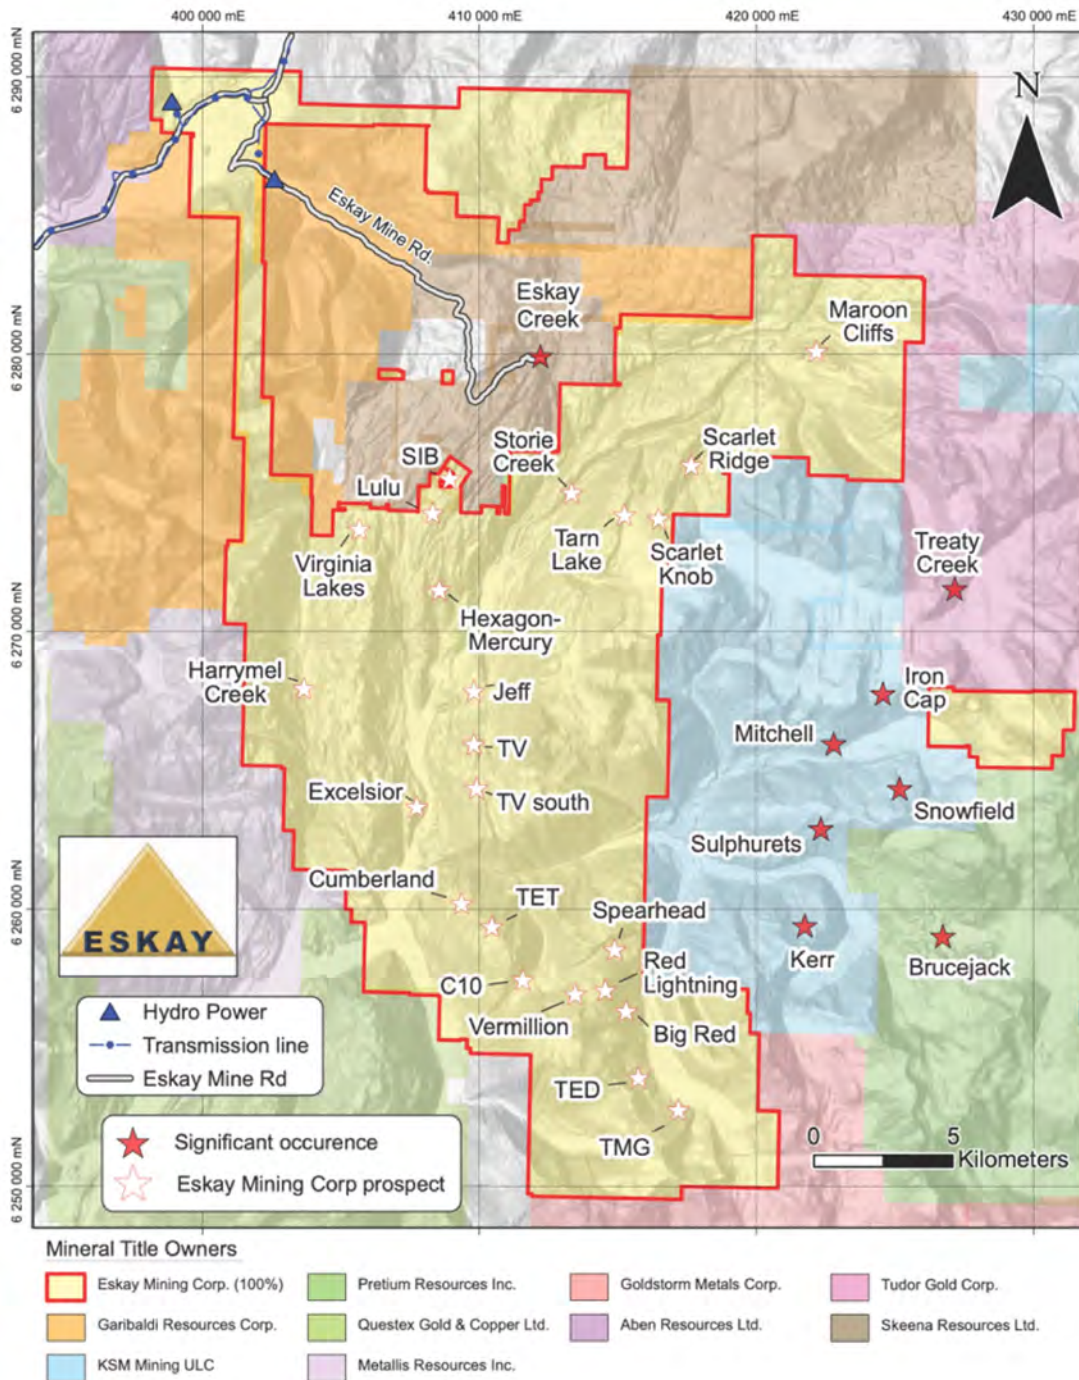 400 000 mE
410 000 mE
420 000 mE
430 000 mE
6 290 000 mN
6 280 000 mN
6 270 000 mN
6 260 000 mN
6 250 000 mN
N
Eskay Mine Rd.
Eskay
Creek
Maroon
Cliffs
Storie
Creek
Scarlet
Ridge
SIB
Lulu
Virginia
Lakes
Tarn
Lake
Scarlet
Knob
Treaty
Creek
Hexagon-
Mercury
Harrymel
Creek
Jeff
Iron
Cap
TV
Mitchell
Excelsior
TV south
Snowfield
Sulphurets
Cumberland
TET
Spearhead
Kerr
Brucejack
Red
Lightning
C10
Vermillion
Big Red
TED
TMG
ESKAY
Hydro Power
Transmission line
Eskay Mine Rd
Significant occurence
Eskay Mining Corp prospect
0 5
Kilometers
Mineral Title Owners
Eskay Mining Corp. (100%)
Pretium Resources Inc.
Goldstorm Metals Corp.
Tudor Gold Corp.
Garibaldi Resources Corp.
Questex Gold & Copper Ltd.
Aben Resources Ltd.
Skeena Resources Ltd.
KSM Mining ULC
Metallis Resources Inc.